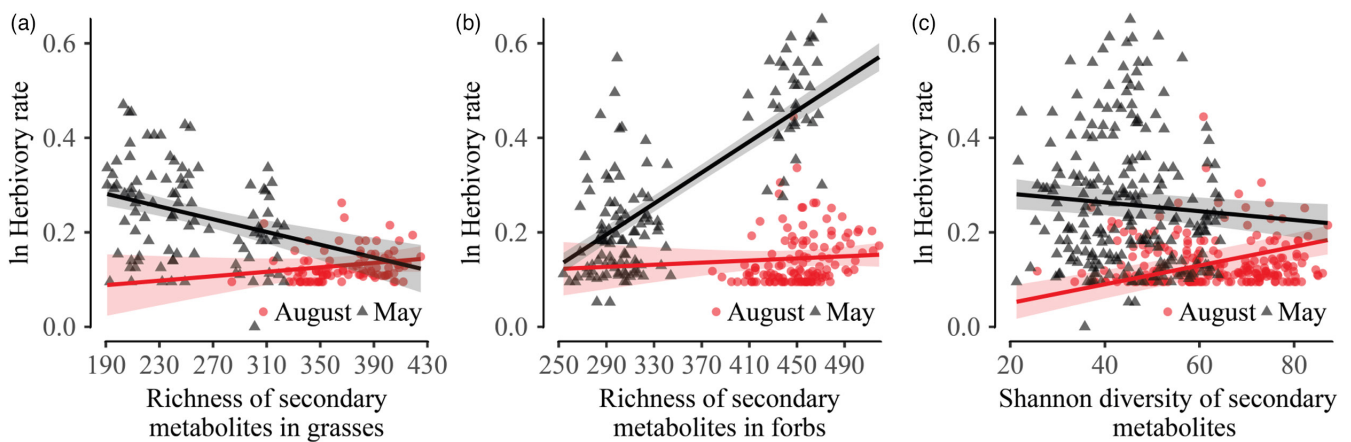 (a)
ln Herbivory rate
0.6
0.4
0.2
0.0
August May
190 230 270 310 350 390 430
Richness of secondary
metabolites in grasses
(b)
ln Herbivory rate
0.6
0.4
0.2
0.0
August May
250 290 330 370 410 450 490
Richness of secondary
metabolites in forbs
(c)
ln Herbivory rate
0.6
0.4
0.2
0.0
August May
20 40 60 80
Shannon diversity of secondary
metabolites